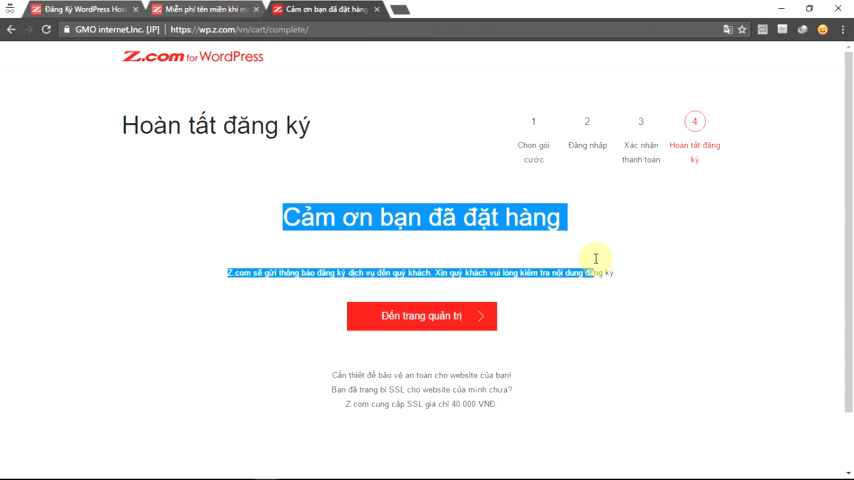 Đăng Ký WordPress Hos
Miễn phí tên miền khi m
Cảm ơn bạn đã đặt hàng
GMO internet,Inc. [JP] | https://wp.z.com/vn/cart/complete/
Z.com for WordPress
Hoàn tất đăng ký
1
2
3
4
Chọn gói cước
Đăng nhập
Xác nhận thanh toán
Hoàn tất đăng ký
Cảm ơn bạn đã đặt hàng
Z.com sẽ gửi thông báo đăng ký dịch vụ đến quý khách. Xin quý khách vui lòng kiểm tra nội dung đăng ký
Đến trang quản trị
Cần thiết để bảo vệ an toàn cho website của bạn!
Bạn đã trang bị SSL cho website của mình chưa?
Z.com cung cấp SSL giá chỉ 40.000 VNĐ.